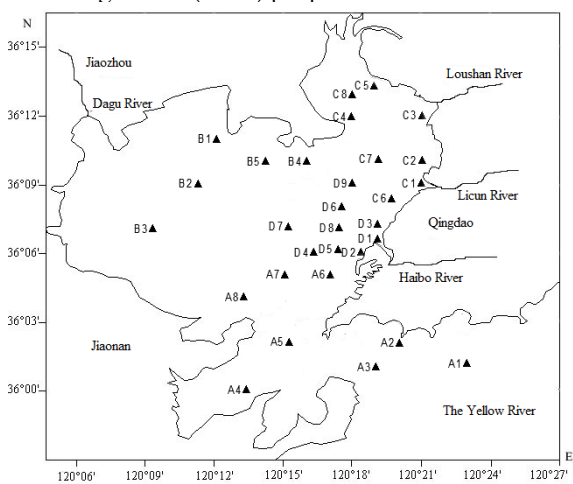 N
36°15'
Jiaozhou
Loushan River
C5
C8
Dagu River
36°12'
C4
C3
B1
B5
B4
C7
C2
36°09'
B2
D9
C1
C6
Licun River
D6
B3
D7
D8
D3
Qingdao
D1
36°06'
D4
D5
D2
A7
A6
Haibo River
A8
36°03'
Jiaonan
A5
A2
A3
A1
36°00'
A4
The Yellow River
E
120°06'
120°09'
120°12'
120°15'
120°18'
120°21'
120°24'
120°27'